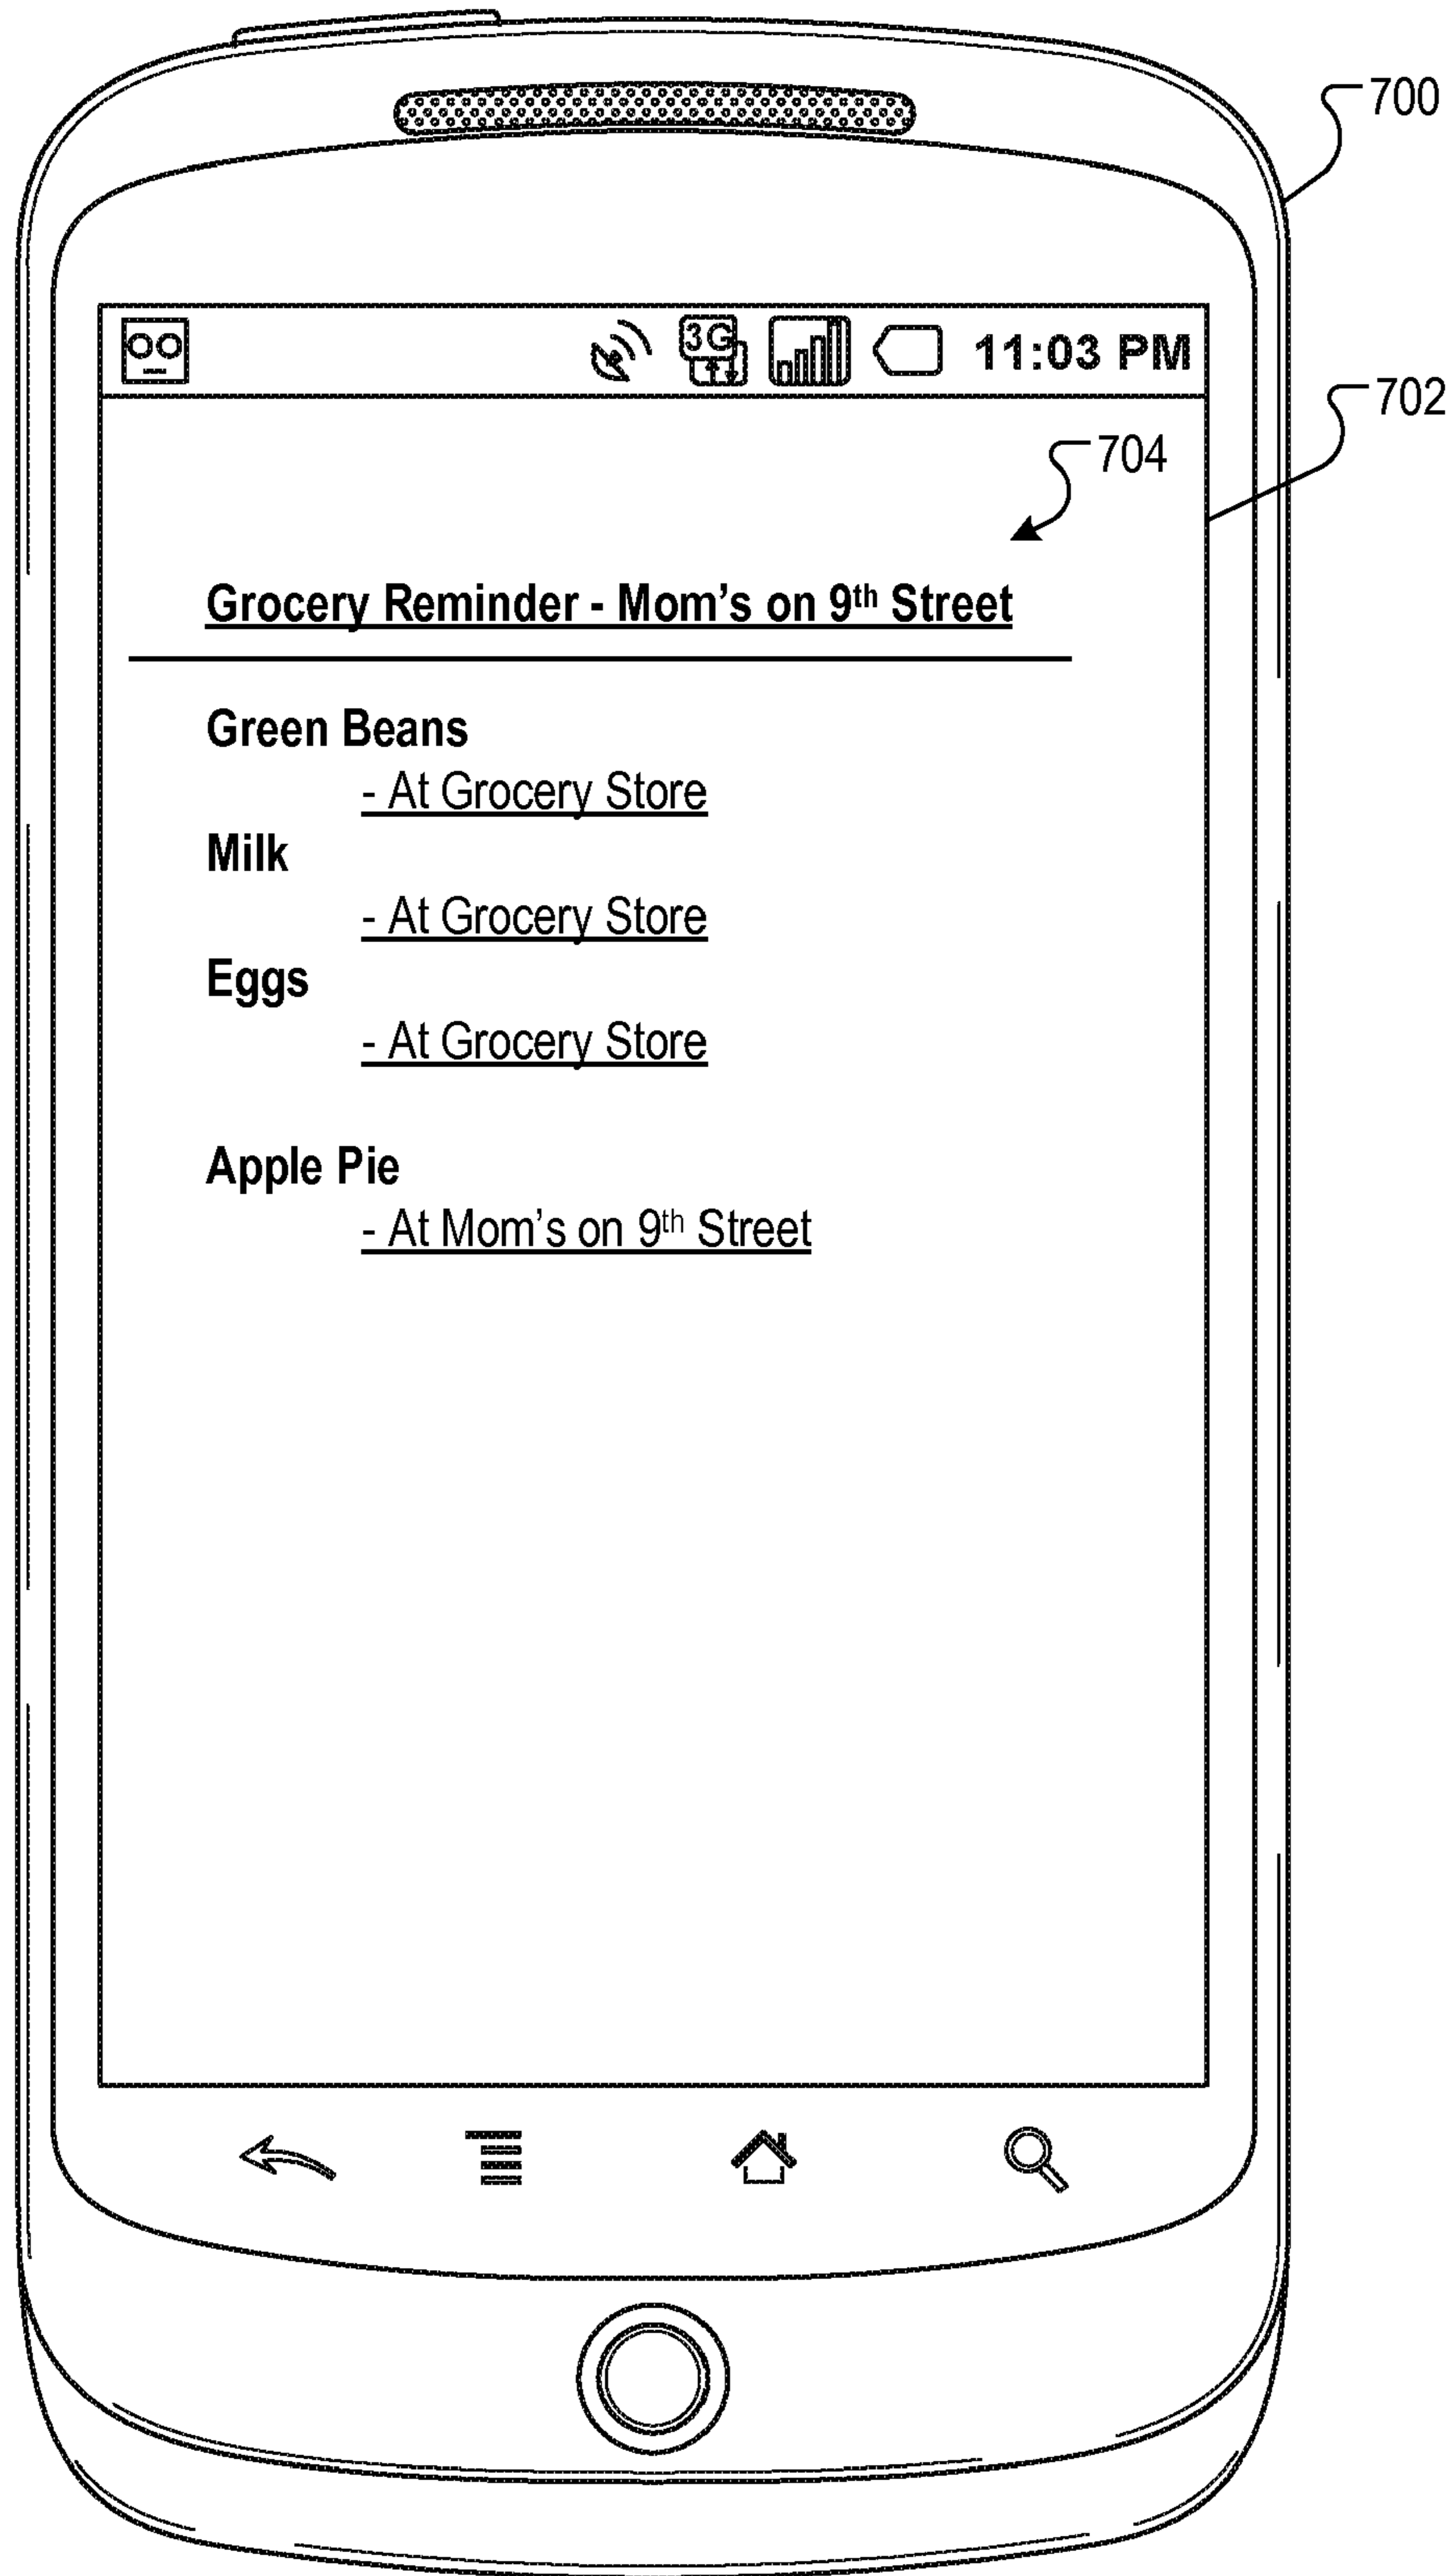 700
3G 11:03 PM
702
704
Grocery Reminder - Mom's on 9th Street
Green Beans
- At Grocery Store
Milk
- At Grocery Store
Eggs
- At Grocery Store
Apple Pie
- At Mom's on 9th Street